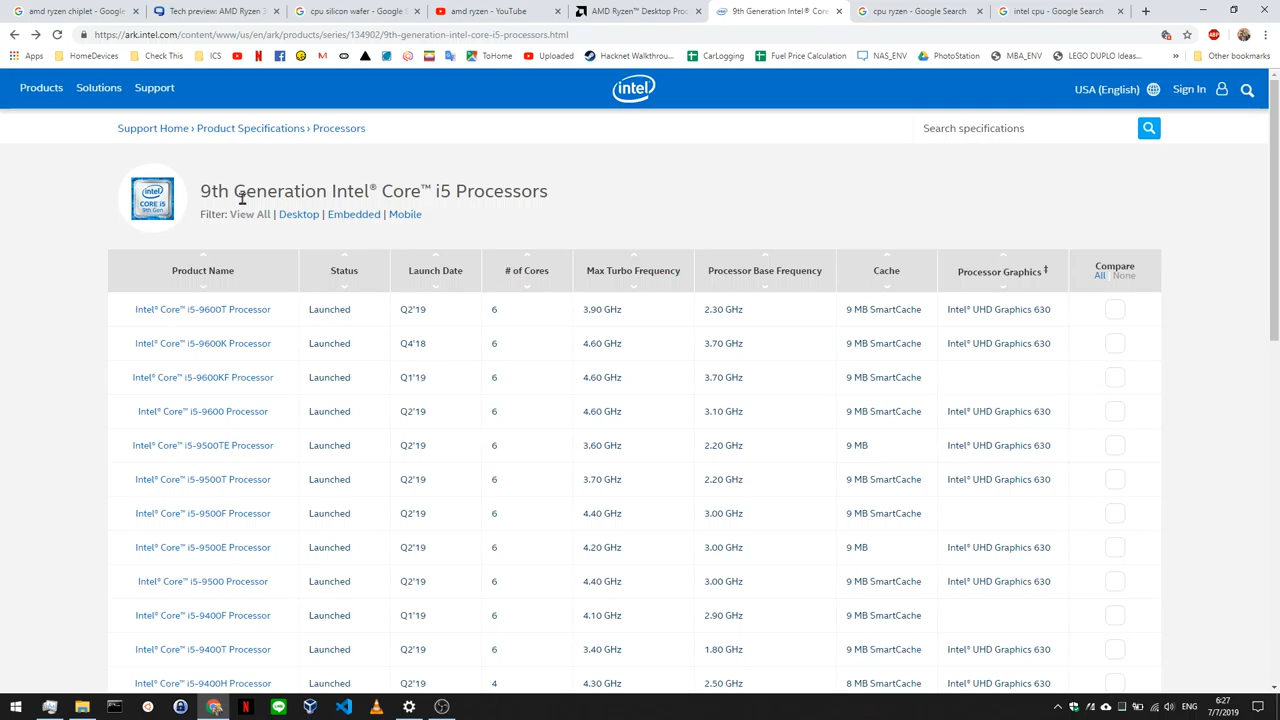 amd ryzen chiplet - Google
Tech preview: AMD Ryzen 3
cpu silicon wafer - Google S
amd ryzen - YouTube
AMD Ryzen™ Desktop Proc
9th Generation Intel® Core™
cpu ryzen - Google Search
intel cpu - Google Search
https://ark.intel.com/content/www/us/en/ark/products/series/134902/9th-generation-intel-core-i5-processors.html
Apps HomeDevices Check This ICS ToHome Uploaded Hacknet Walkthrou... CarLogging Fuel Price Calculation NAS_ENV PhotoStation MBA_ENV LEGO DUPLO Ideas... » Other bookmarks
Products Solutions Support intel USA (English) Sign In
Support Home › Product Specifications › Processors Search specifications
intel
CORE i5
9th Gen
9th Generation Intel® Core™ i5 Processors
Filter: View All | Desktop | Embedded | Mobile
Product Name Status Launch Date # of Cores Max Turbo Frequency Processor Base Frequency Cache Processor Graphics ‡ Compare
All | None
Intel® Core™ i5-9600T Processor Launched Q2'19 6 3.90 GHz 2.30 GHz 9 MB SmartCache Intel® UHD Graphics 630
Intel® Core™ i5-9600K Processor Launched Q4'18 6 4.60 GHz 3.70 GHz 9 MB SmartCache Intel® UHD Graphics 630
Intel® Core™ i5-9600KF Processor Launched Q1'19 6 4.60 GHz 3.70 GHz 9 MB SmartCache
Intel® Core™ i5-9600 Processor Launched Q2'19 6 4.60 GHz 3.10 GHz 9 MB SmartCache Intel® UHD Graphics 630
Intel® Core™ i5-9500TE Processor Launched Q2'19 6 3.60 GHz 2.20 GHz 9 MB Intel® UHD Graphics 630
Intel® Core™ i5-9500T Processor Launched Q2'19 6 3.70 GHz 2.20 GHz 9 MB SmartCache Intel® UHD Graphics 630
Intel® Core™ i5-9500F Processor Launched Q2'19 6 4.40 GHz 3.00 GHz 9 MB SmartCache
Intel® Core™ i5-9500E Processor Launched Q2'19 6 4.20 GHz 3.00 GHz 9 MB Intel® UHD Graphics 630
Intel® Core™ i5-9500 Processor Launched Q2'19 6 4.40 GHz 3.00 GHz 9 MB SmartCache Intel® UHD Graphics 630
Intel® Core™ i5-9400F Processor Launched Q1'19 6 4.10 GHz 2.90 GHz 9 MB SmartCache
Intel® Core™ i5-9400T Processor Launched Q2'19 6 3.40 GHz 1.80 GHz 9 MB SmartCache Intel® UHD Graphics 630
Intel® Core™ i5-9400H Processor Launched Q2'19 4 4.30 GHz 2.50 GHz 8 MB SmartCache Intel® UHD Graphics 630
ENG 6:27
7/7/2019